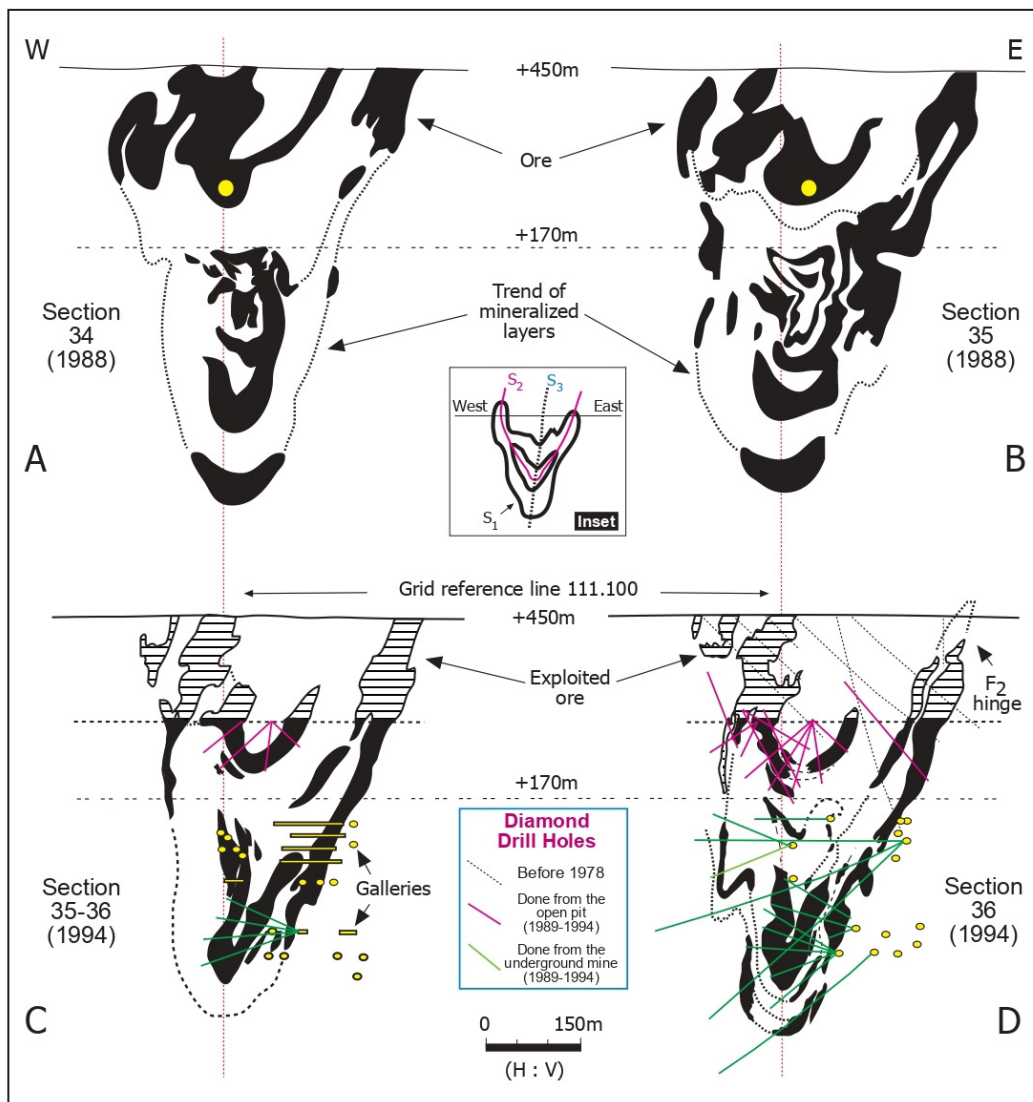 W
E
+450m
Ore
+170m
Section
34
(1988)
Trend of
mineralized
layers
Section
35
(1988)
S2
S3
West
East
S1
Inset
A
B
Grid reference line 111.100
+450m
Exploited
ore
F2
hinge
+170m
Diamond
Drill Holes
Before 1978
Done from the
open pit
(1989-1994)
Done from the
underground mine
(1989-1994)
Galleries
Section
35-36
(1994)
Section
36
(1994)
C
D
0 150m
(H : V)